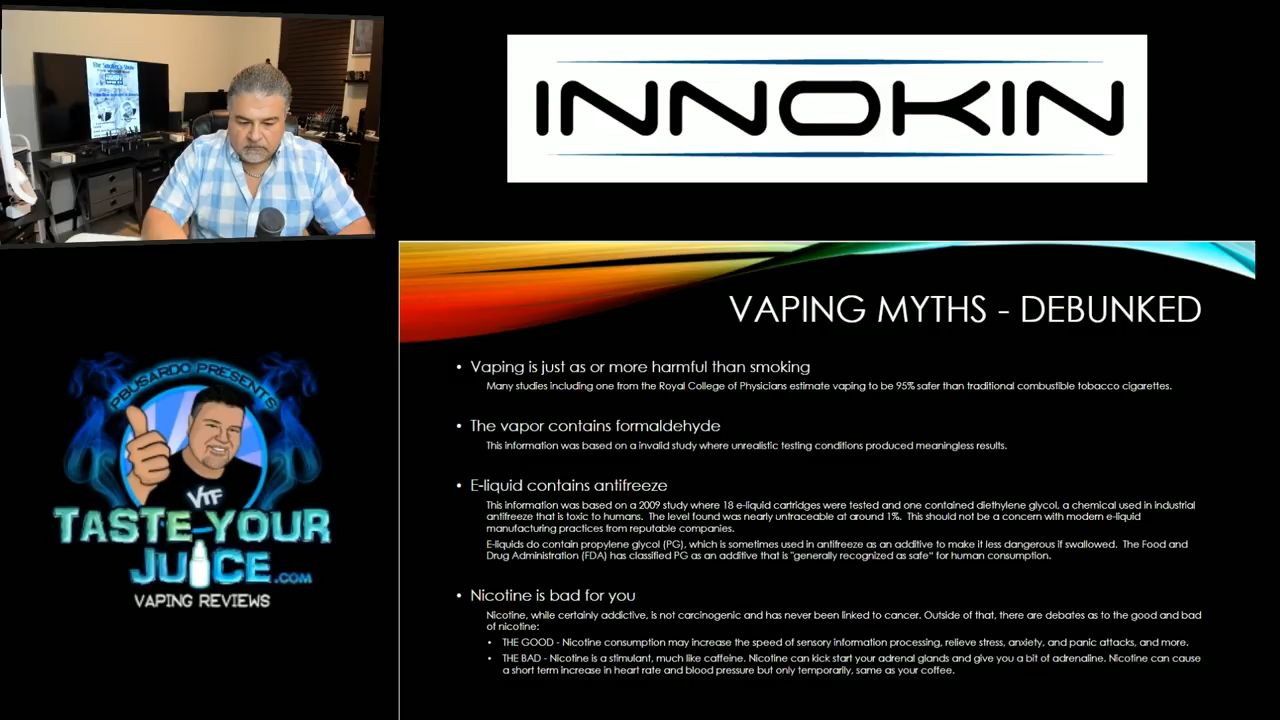 INNOKIN
VAPING MYTHS - DEBUNKED
• Vaping is just as or more harmful than smoking
Many studies including one from the Royal College of Physicians estimate vaping to be 95% safer than traditional combustible tobacco cigarettes.
• The vapor contains formaldehyde
This information was based on a invalid study where unrealistic testing conditions produced meaningless results.
• E-liquid contains antifreeze
This information was based on a 2009 study where 18 e-liquid cartridges were tested and one contained diethylene glycol, a chemical used in industrial
antifreeze that is toxic to humans. The level found was nearly untraceable at around 1%. This should not be a concern with modern e-liquid
manufacturing practices from reputable companies.
E-liquids do contain propylene glycol (PG), which is sometimes used in antifreeze as an additive to make it less dangerous if swallowed. The Food and
Drug Administration (FDA) has classified PG as an additive that is "generally recognized as safe" for human consumption.
• Nicotine is bad for you
Nicotine, while certainly addictive, is not carcinogenic and has never been linked to cancer. Outside of that, there are debates as to the good and bad
of nicotine:
• THE GOOD - Nicotine consumption may increase the speed of sensory information processing, relieve stress, anxiety, and panic attacks, and more.
• THE BAD - Nicotine is a stimulant, much like caffeine. Nicotine can kick start your adrenal glands and give you a bit of adrenaline. Nicotine can cause
a short term increase in heart rate and blood pressure but only temporarily, same as your coffee.
PBUSARDO PRESENTS
VTF
TASTE YOUR
JUICE.COM
VAPING REVIEWS